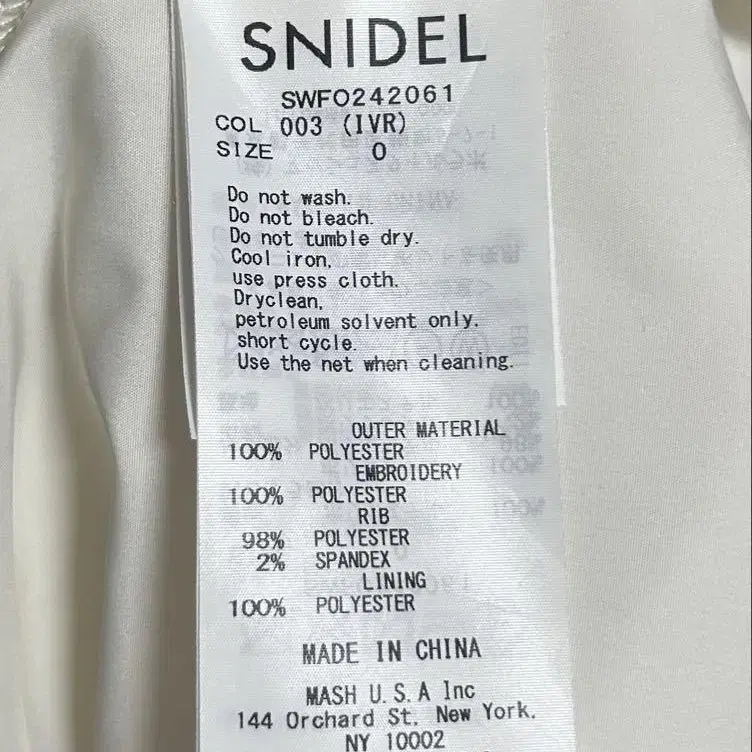 SNIDEL
SWFO242061
COL 003 (IVR)
SIZE 0
Do not wash.
Do not bleach.
Do not tumble dry.
Cool iron,
use press cloth.
Dryclean,
petroleum solvent only.
short cycle.
Use the net when cleaning.
OUTER MATERIAL
100% POLYESTER
EMBROIDERY
100% POLYESTER
RIB
98% POLYESTER
2% SPANDEX
LINING
100% POLYESTER
MADE IN CHINA
MASH U.S.A Inc
144 Orchard St. New York.
NY 10002